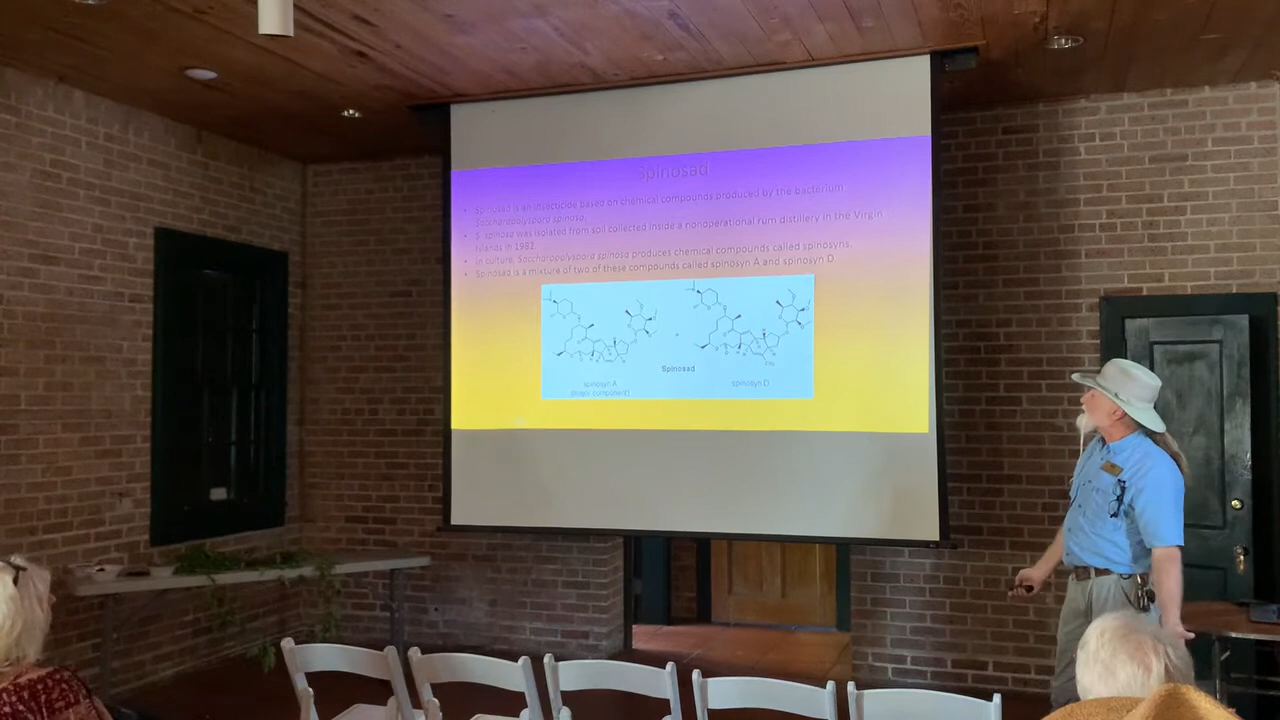 Spinosad
• Spinosad is an insecticide based on chemical compounds produced by the bacterium
Saccharopolyspora spinosa.
• S. spinosa was isolated from soil collected inside a nonoperational rum distillery in the Virgin
Islands in 1982.
• In culture, Saccharopolyspora spinosa produces chemical compounds called spinosyns.
• Spinosad is a mixture of two of these compounds called spinosyn A and spinosyn D.
Spinosad
spinosyn A
(major component)
spinosyn D